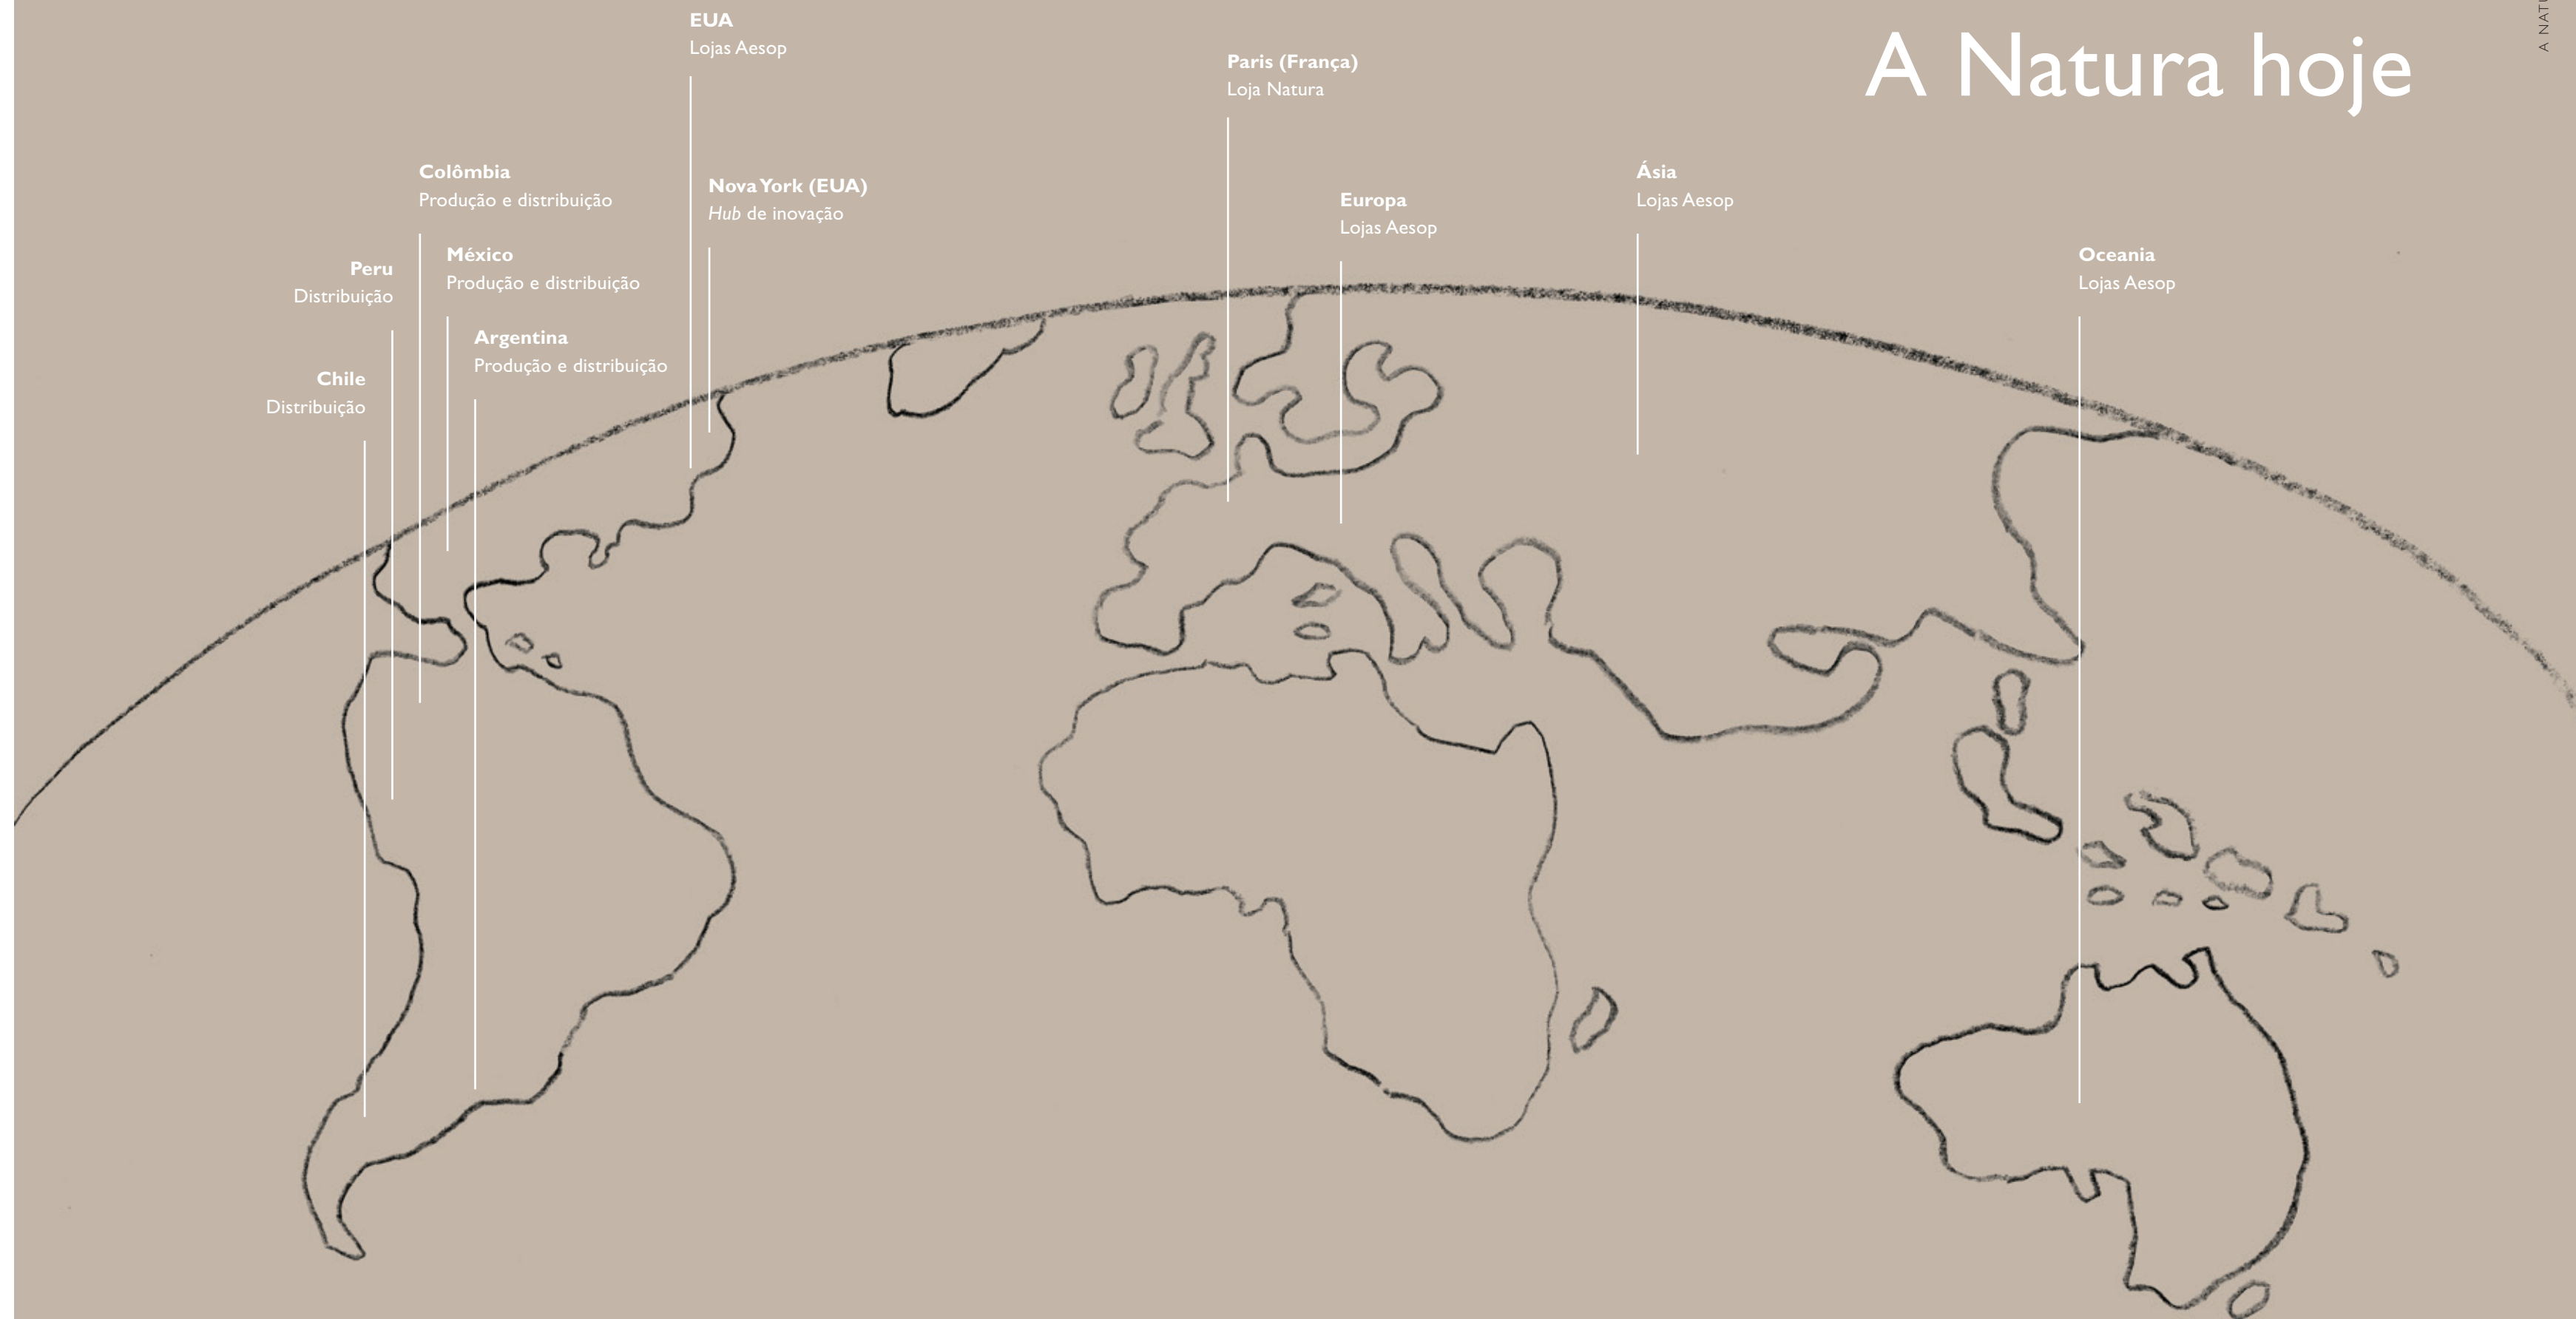 A Natura hoje
A NATU
EUA
Lojas Aesop
Paris (França)
Loja Natura
Colômbia
Produção e distribuição
Nova York (EUA)
Hub de inovação
Europa
Lojas Aesop
Ásia
Lojas Aesop
Peru
Distribuição
México
Produção e distribuição
Oceania
Lojas Aesop
Argentina
Produção e distribuição
Chile
Distribuição